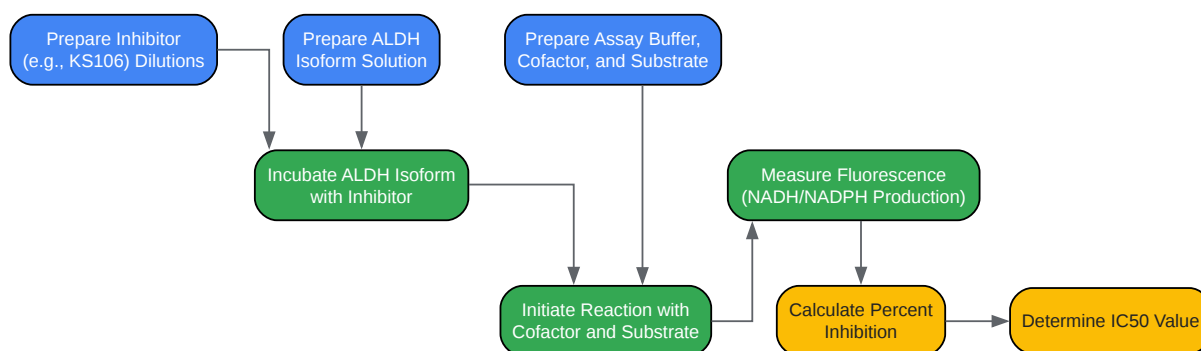 Prepare Inhibitor
(e.g., KS106) Dilutions
Prepare ALDH
Isoform Solution
Prepare Assay Buffer,
Cofactor, and Substrate
Incubate ALDH Isoform
with Inhibitor
Measure Fluorescence
(NADH/NADPH Production)
Initiate Reaction with
Cofactor and Substrate
Calculate Percent
Inhibition
Determine IC50 Value